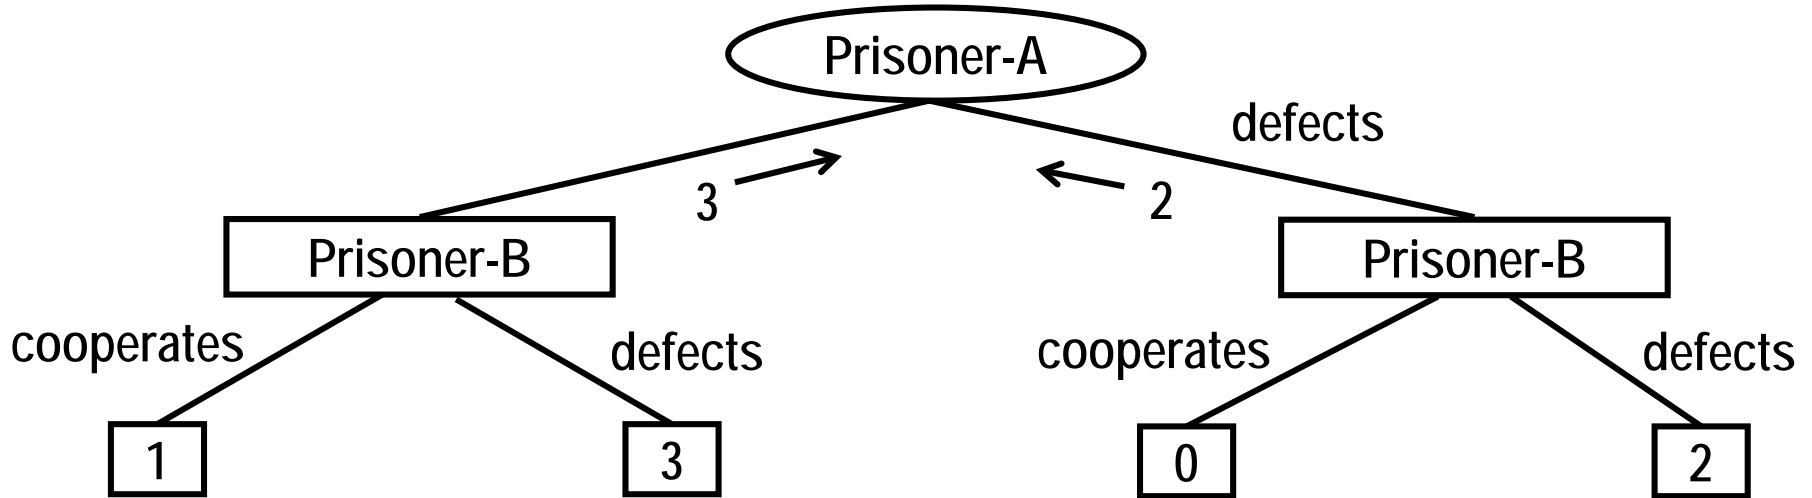 Prisoner-A
defects
3
2
Prisoner-B
Prisoner-B
cooperates
defects
cooperates
defects
1
3
0
2